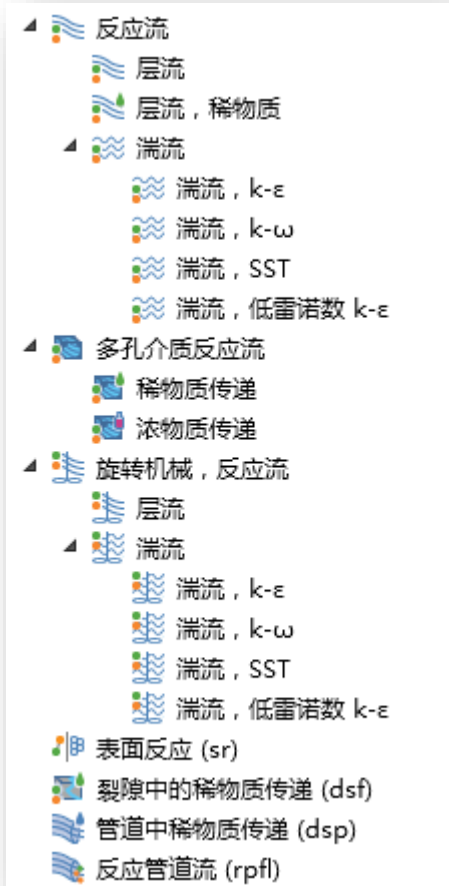 反应流
层流
层流，稀物质
湍流
湍流，k-ε
湍流，k-ω
湍流，SST
湍流，低雷诺数 k-ε
多孔介质反应流
稀物质传递
浓物质传递
旋转机械，反应流
层流
湍流
湍流，k-ε
湍流，k-ω
湍流，SST
湍流，低雷诺数 k-ε
表面反应 (sr)
裂隙中的稀物质传递 (dsf)
管道中稀物质传递 (dsp)
反应管道流 (rpfl)